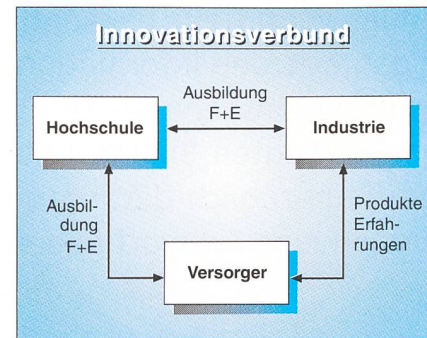 Innovationsverbund
Ausbildung
F+E
Hochschule
Industrie
Ausbil-
dung
F+E
Produkte
Erfah-
rungen
Versorger